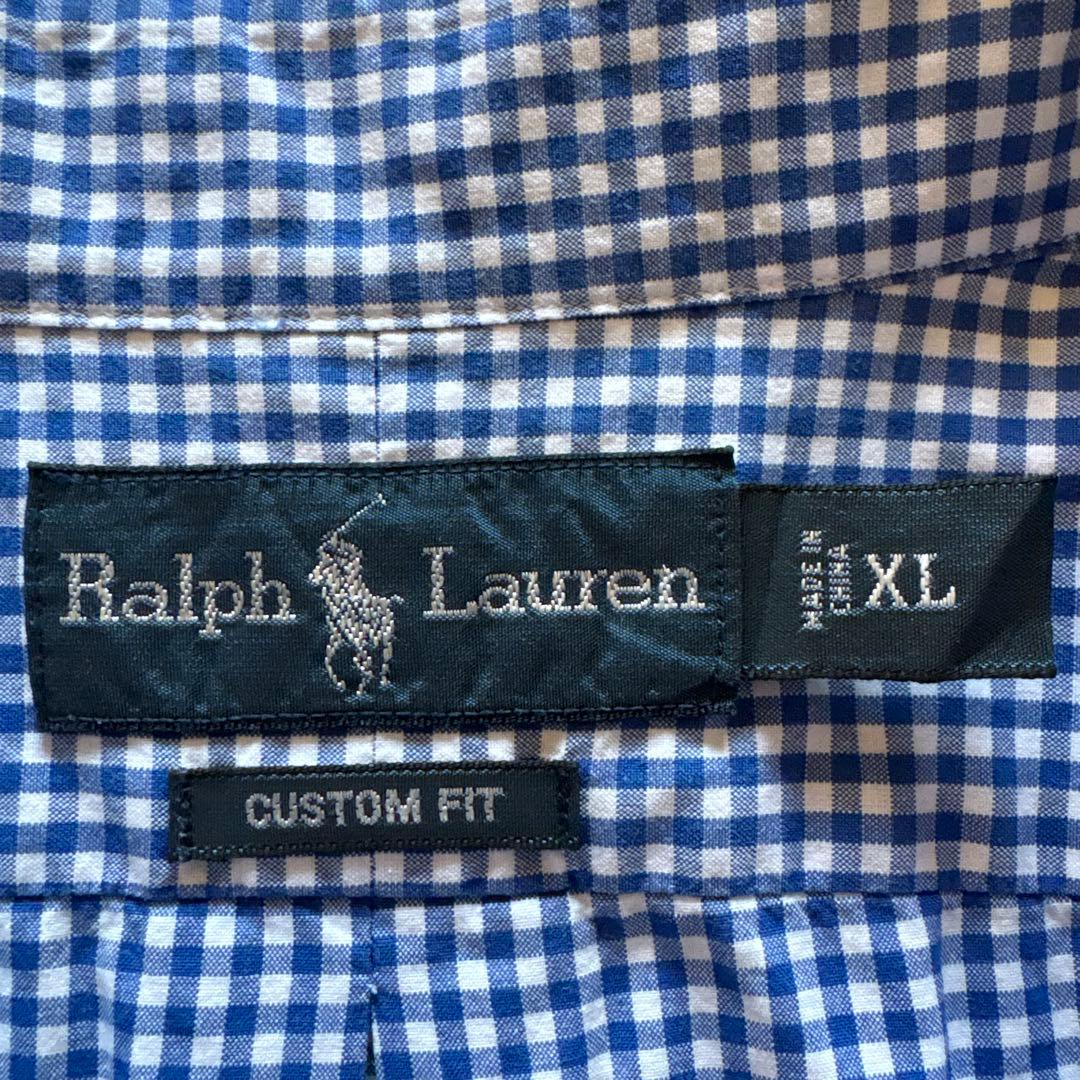 Ralph Lauren
MADE IN
CHINA
XL
CUSTOM FIT